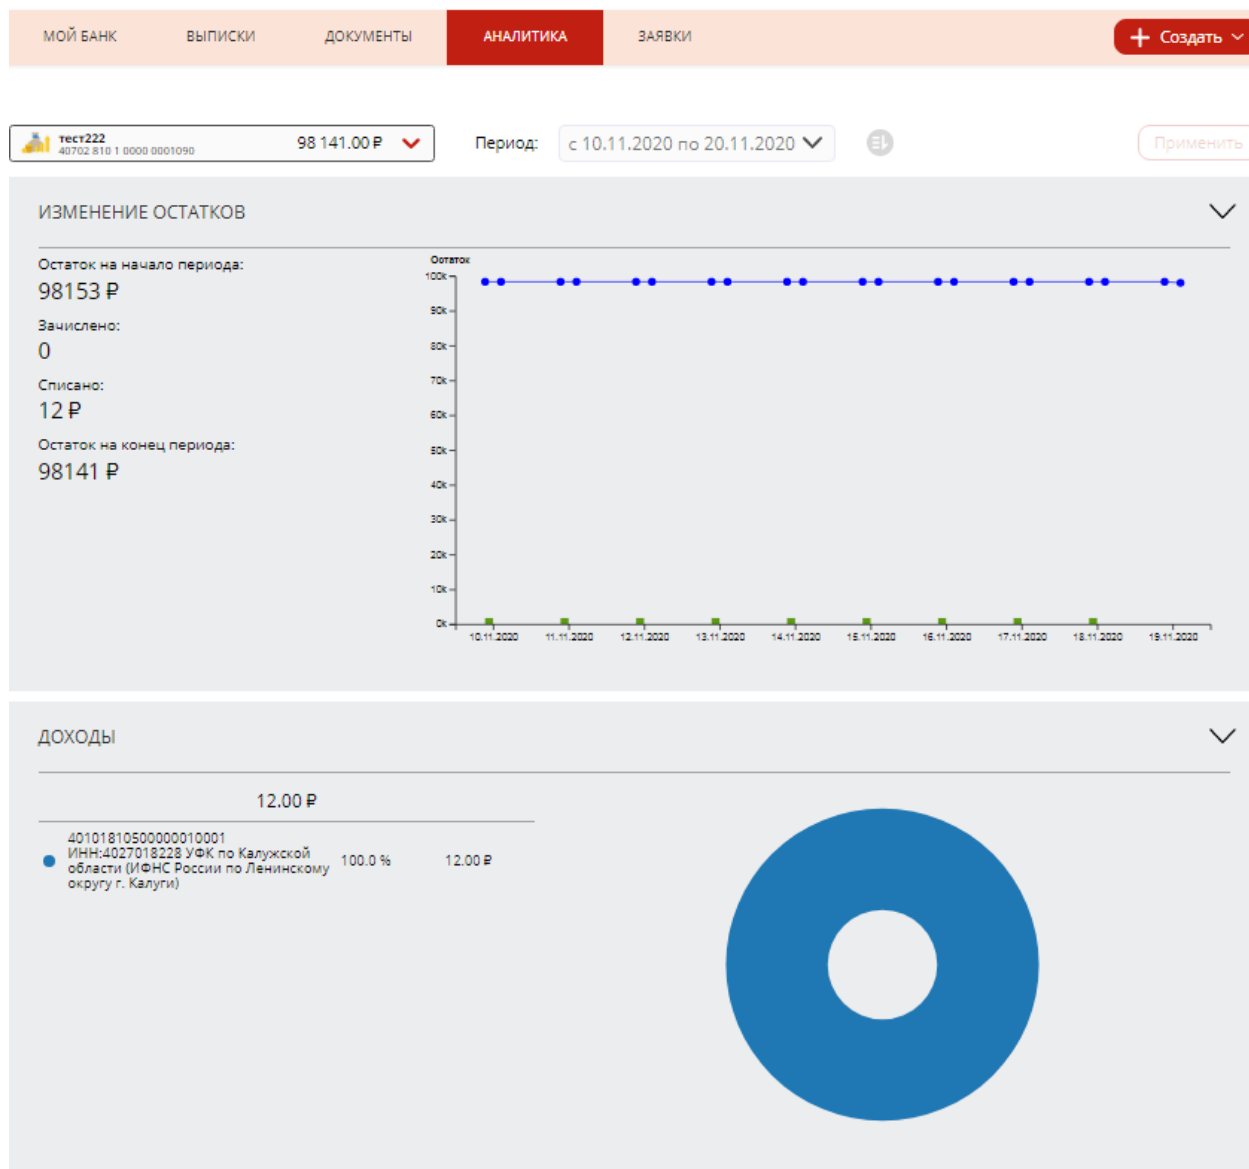 МОЙ БАНК ВЫПИСКИ ДОКУМЕНТЫ АНАЛИТИКА ЗАЯВКИ Создать
тест222
40702 810 1 0000 0001090
98 141.00 ₽
Период: с 10.11.2020 по 20.11.2020
Применить
ИЗМЕНЕНИЕ ОСТАТКОВ
Остаток на начало периода:
98153 ₽
Зачислено:
0
Списано:
12 ₽
Остаток на конец периода:
98141 ₽
Остаток
100k
90k
80k
70k
60k
50k
40k
30k
20k
10k
0k
10.11.2020 11.11.2020 12.11.2020 13.11.2020 14.11.2020 15.11.2020 16.11.2020 17.11.2020 18.11.2020 19.11.2020
ДОХОДЫ
12.00 ₽
40101810500000010001
ИНН:4027018228 УФК по Калужской
области (ИФНС России по Ленинскому
округу г. Калуги)
100.0 % 12.00 ₽